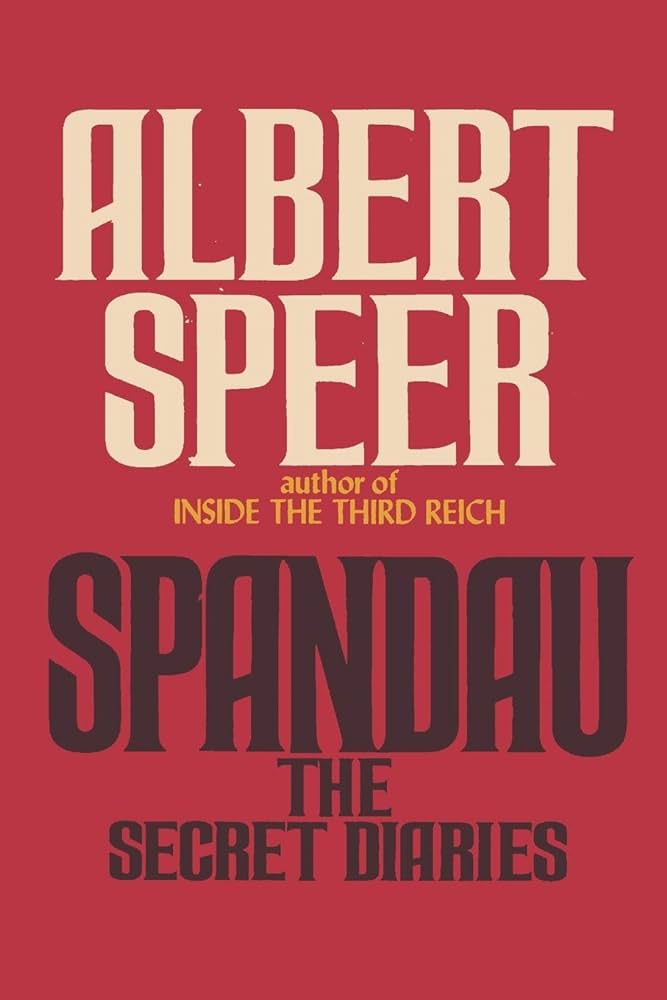 ALBERT
SPEER
author of
INSIDE THE THIRD REICH
SPANDAU
THE
SECRET DIARIES